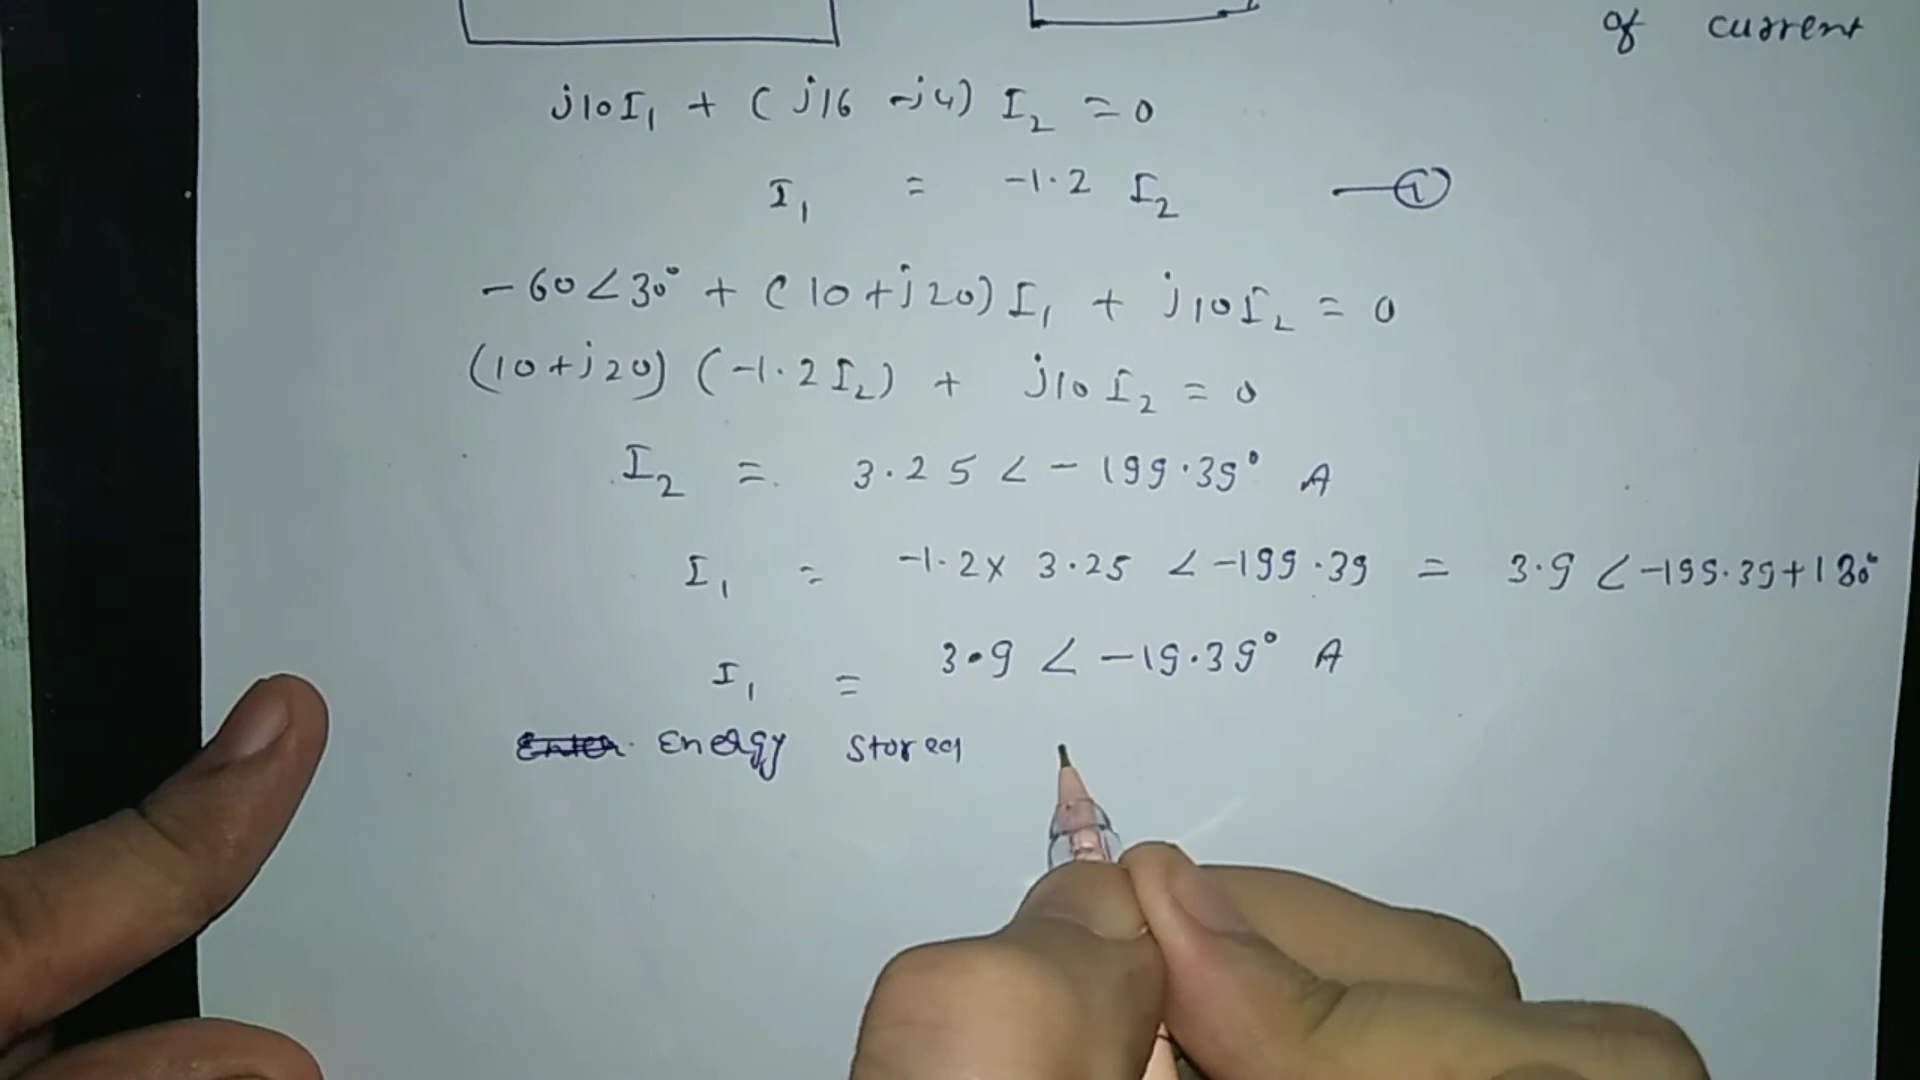 of current
j10I₁ + (j16 -j4) I₂ = 0
I₁ = -1.2 I₂ —①
-60∠30° + (10+j20)I₁ + j10I₂ = 0
(10+j20) (-1.2I₂) + j10I₂ = 0
I₂ = 3.25 ∠ - 199.39° A
I₁ = -1.2x 3.25 ∠-199.39 = 3.9 ∠-199.39+180°
I₁ = 3.9 ∠ -19.39° A
Energy stored